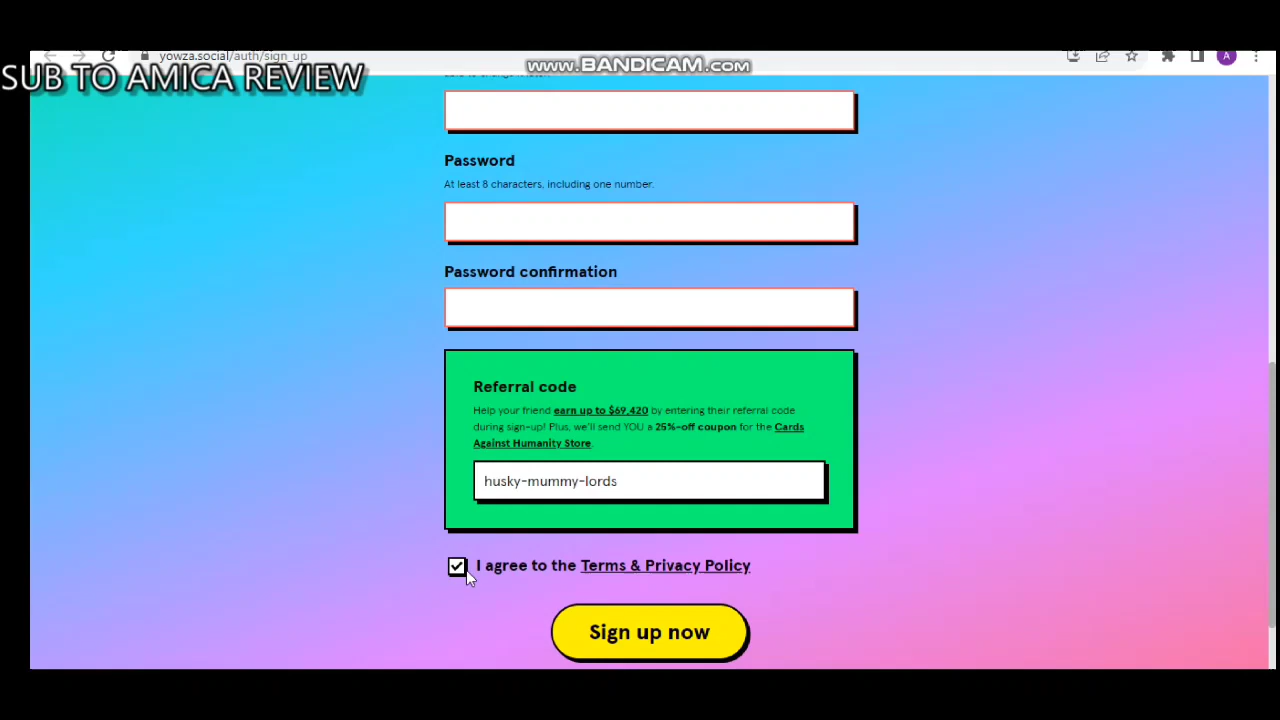 yowza.social/auth/sign_up
www.BANDICAM.com
SUB TO AMICA REVIEW
A
Password
At least 8 characters, including one number.
Password confirmation
Referral code
Help your friend earn up to $69,420 by entering their referral code
during sign-up! Plus, we'll send YOU a 25%-off coupon for the Cards
Against Humanity Store.
husky-mummy-lords
I agree to the Terms & Privacy Policy
Sign up now